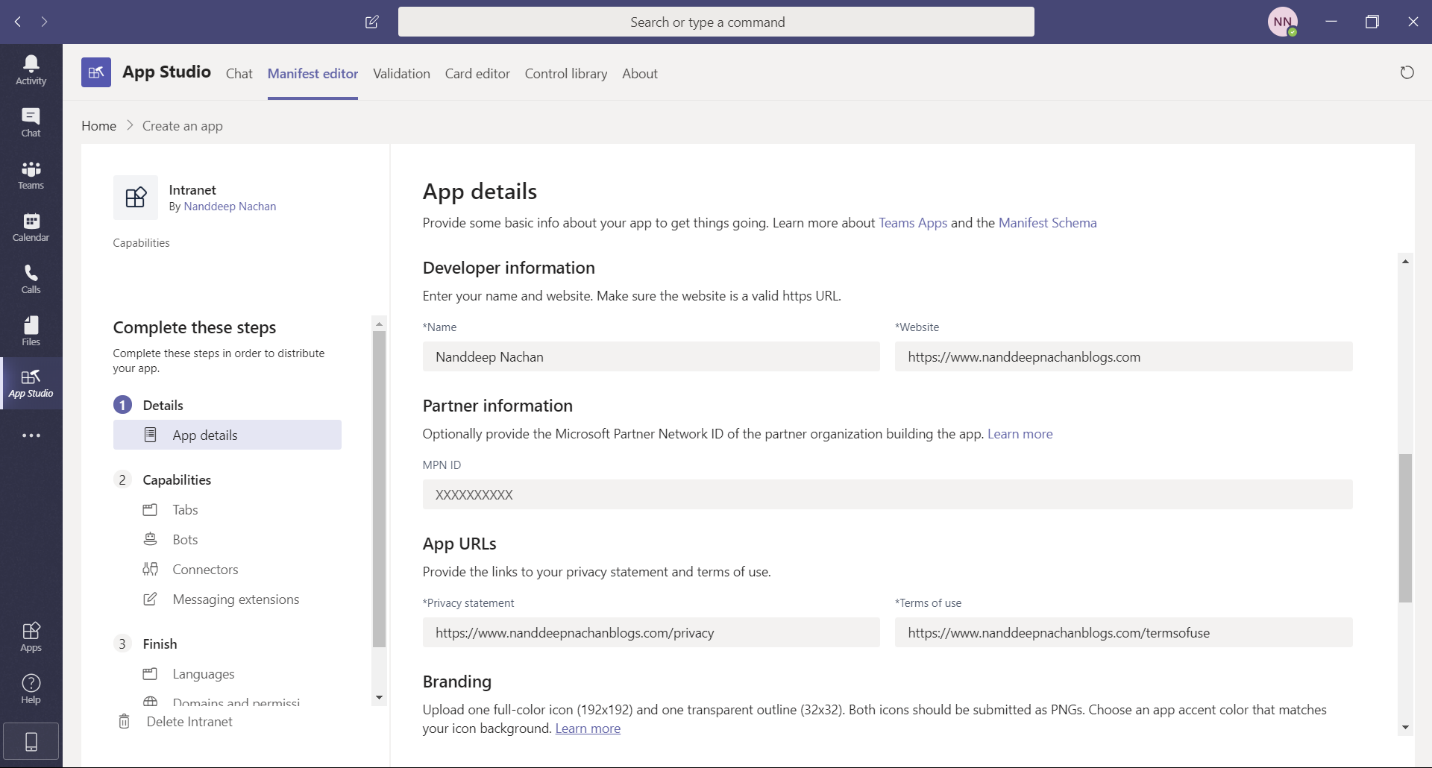 Search or type a command
NN
Activity
Chat
Teams
Calendar
Calls
Files
App Studio
Apps
Help
App Studio
Chat
Manifest editor
Validation
Card editor
Control library
About
Home > Create an app
Intranet
By Nanddeep Nachan
Capabilities
Complete these steps
Complete these steps in order to distribute
your app.
1 Details
App details
2 Capabilities
Tabs
Bots
Connectors
Messaging extensions
3 Finish
Languages
Domains and permissi
Delete Intranet
App details
Provide some basic info about your app to get things going. Learn more about Teams Apps and the Manifest Schema
Developer information
Enter your name and website. Make sure the website is a valid https URL.
*Name
Nanddeep Nachan
*Website
https://www.nanddeepnachanblogs.com
Partner information
Optionally provide the Microsoft Partner Network ID of the partner organization building the app. Learn more
MPN ID
XXXXXXXXXX
App URLs
Provide the links to your privacy statement and terms of use.
*Privacy statement
https://www.nanddeepnachanblogs.com/privacy
*Terms of use
https://www.nanddeepnachanblogs.com/termsofuse
Branding
Upload one full-color icon (192x192) and one transparent outline (32x32). Both icons should be submitted as PNGs. Choose an app accent color that matches
your icon background. Learn more